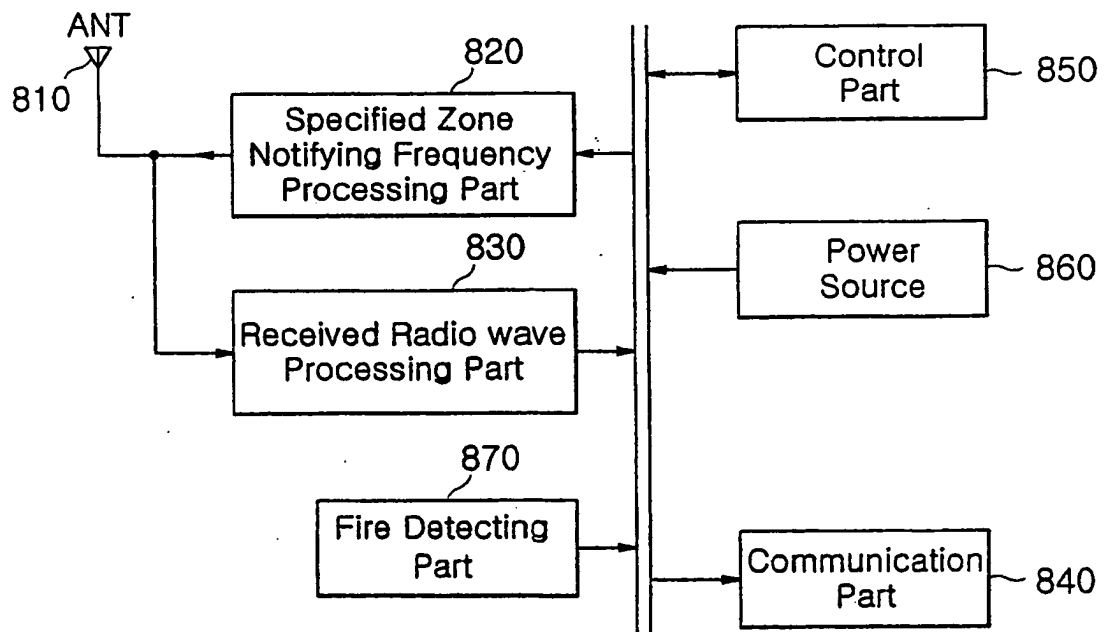 ANT
810
820
Specified Zone
Notifying Frequency
Processing Part
830
Received Radio wave
Processing Part
870
Fire Detecting
Part
Control
Part
850
Power
Source
860
Communication
Part
840